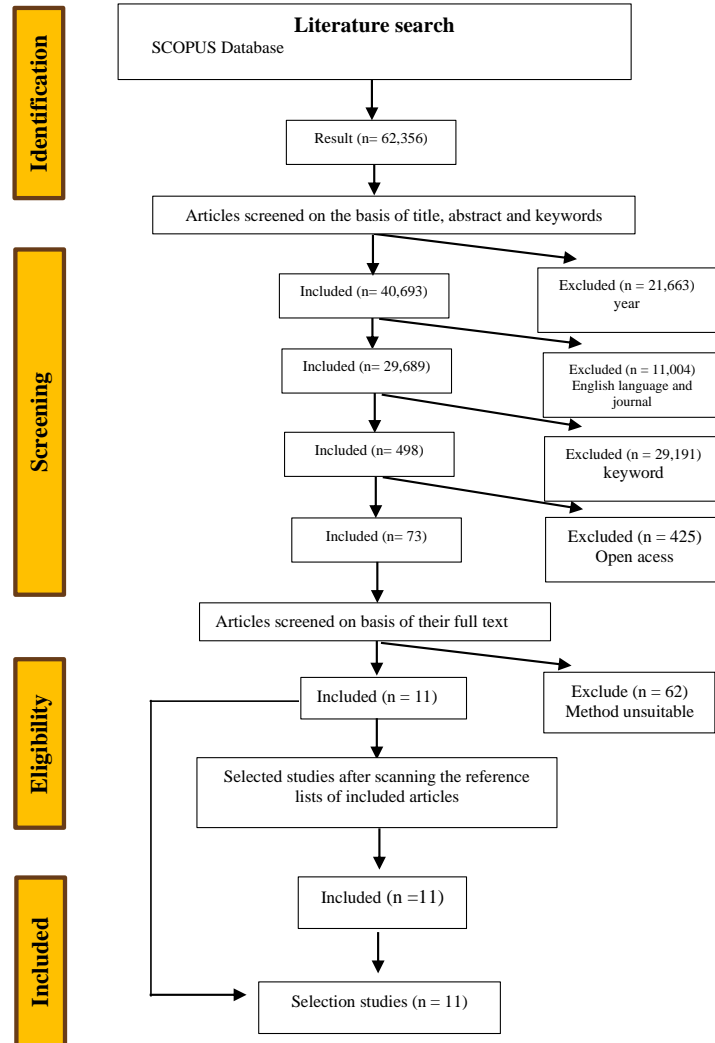 Identification
Literature search
SCOPUS Database
Result (n= 62,356)
Articles screened on the basis of title, abstract and keywords
Screening
Included (n= 40,693)
Excluded (n = 21,663)
year
Included (n= 29,689)
Excluded (n = 11,004)
English language and
journal
Included (n= 498)
Excluded (n = 29,191)
keyword
Included (n= 73)
Excluded (n = 425)
Open acess
Articles screened on basis of their full text
Eligibility
Included (n = 11)
Exclude (n = 62)
Method unsuitable
Selected studies after scanning the reference
lists of included articles
Included
Included (n =11)
Selection studies (n = 11)